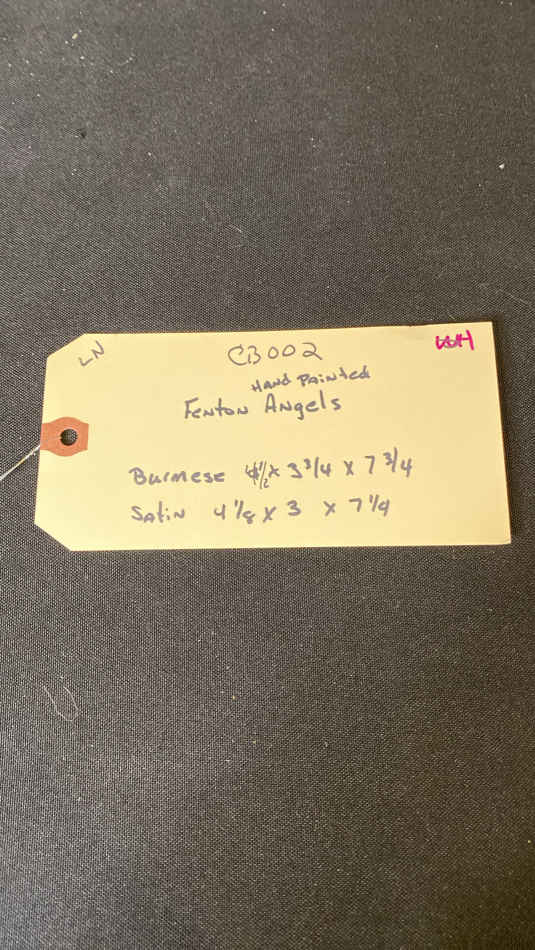 LN
CB002
Hand Painted
Fenton Angels
Burmese 4 1/2 x 3 3/4 x 7 3/4
Satin 4 1/8 x 3 x 7 1/4